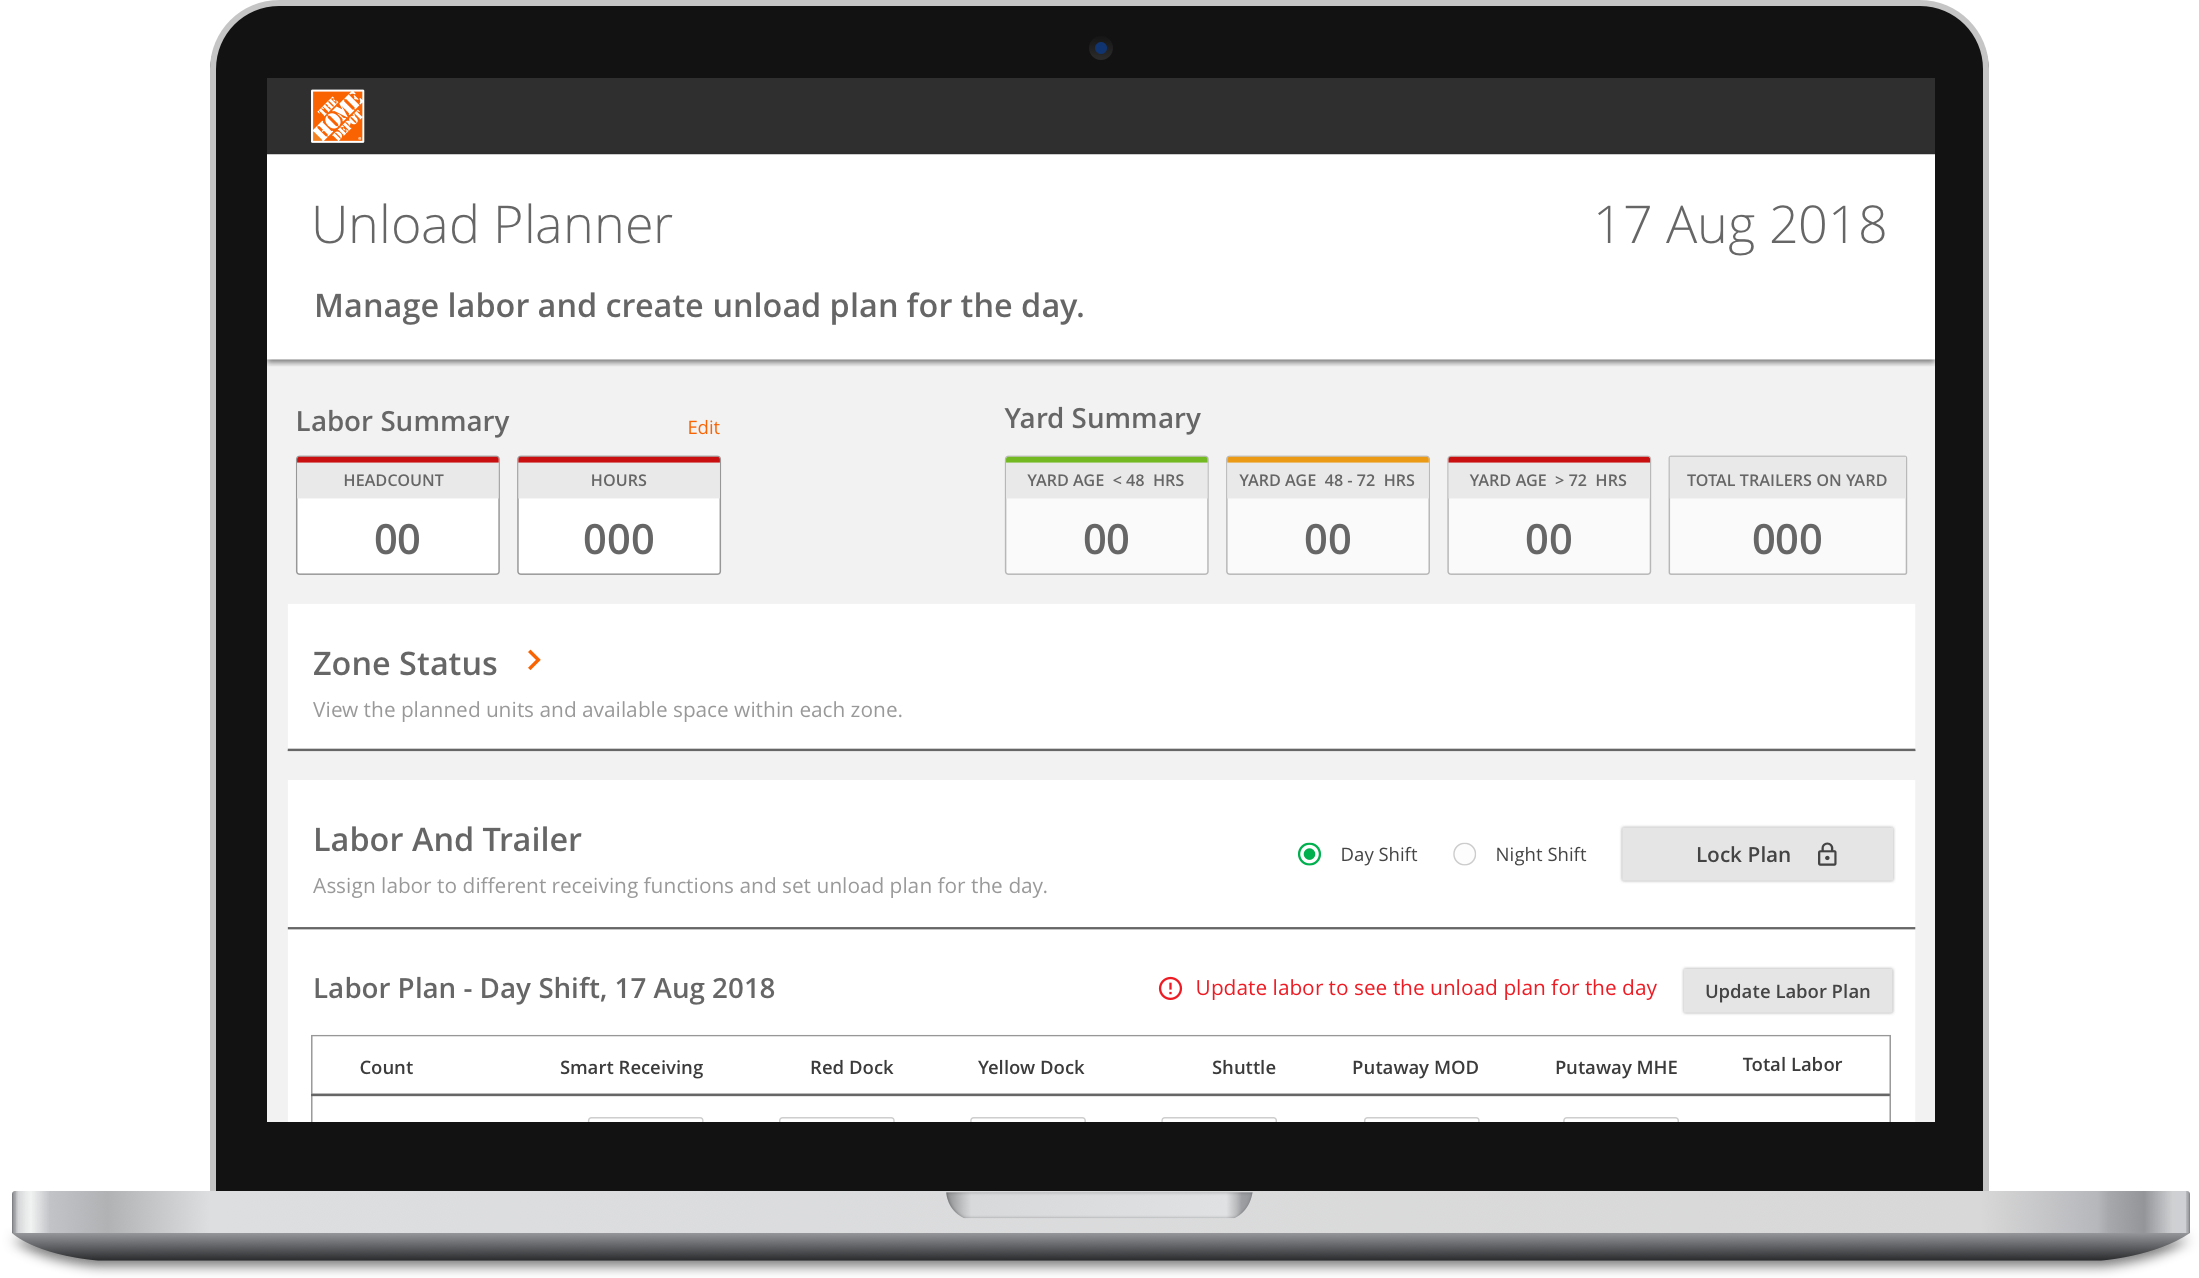 THE
HOME
DEPOT
Unload Planner
17 Aug 2018
Manage labor and create unload plan for the day.
Labor Summary
Edit
Yard Summary
HEADCOUNT
HOURS
YARD AGE < 48 HRS
YARD AGE 48 - 72 HRS
YARD AGE > 72 HRS
TOTAL TRAILERS ON YARD
00
000
00
00
00
000
Zone Status
View the planned units and available space within each zone.
Labor And Trailer
Day Shift
Night Shift
Lock Plan
Assign labor to different receiving functions and set unload plan for the day.
Labor Plan - Day Shift, 17 Aug 2018
Update labor to see the unload plan for the day
Update Labor Plan
Count
Smart Receiving
Red Dock
Yellow Dock
Shuttle
Putaway MOD
Putaway MHE
Total Labor